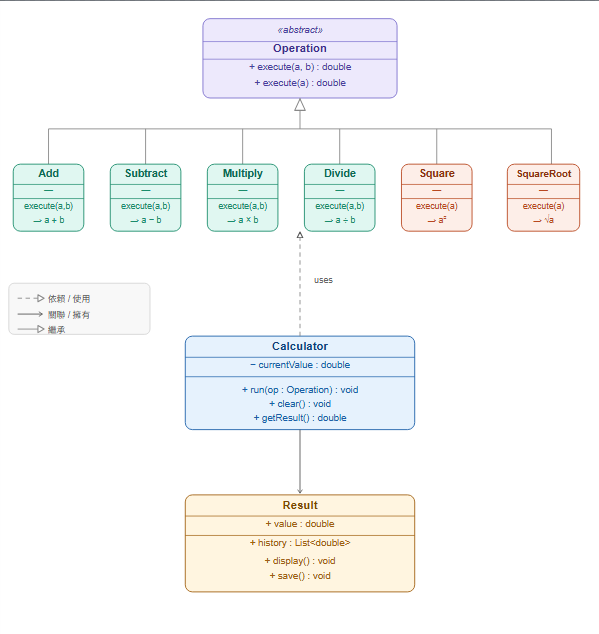 «abstract»
Operation
+ execute(a, b) : double
+ execute(a) : double
Add
—
execute(a,b)
→ a + b
Subtract
—
execute(a,b)
→ a − b
Multiply
—
execute(a,b)
→ a × b
Divide
—
execute(a,b)
→ a ÷ b
Square
—
execute(a)
→ a²
SquareRoot
—
execute(a)
→ √a
uses
依賴 / 使用
關聯 / 擁有
繼承
Calculator
− currentValue : double
+ run(op : Operation) : void
+ clear() : void
+ getResult() : double
Result
+ value : double
+ history : List<double>
+ display() : void
+ save() : void